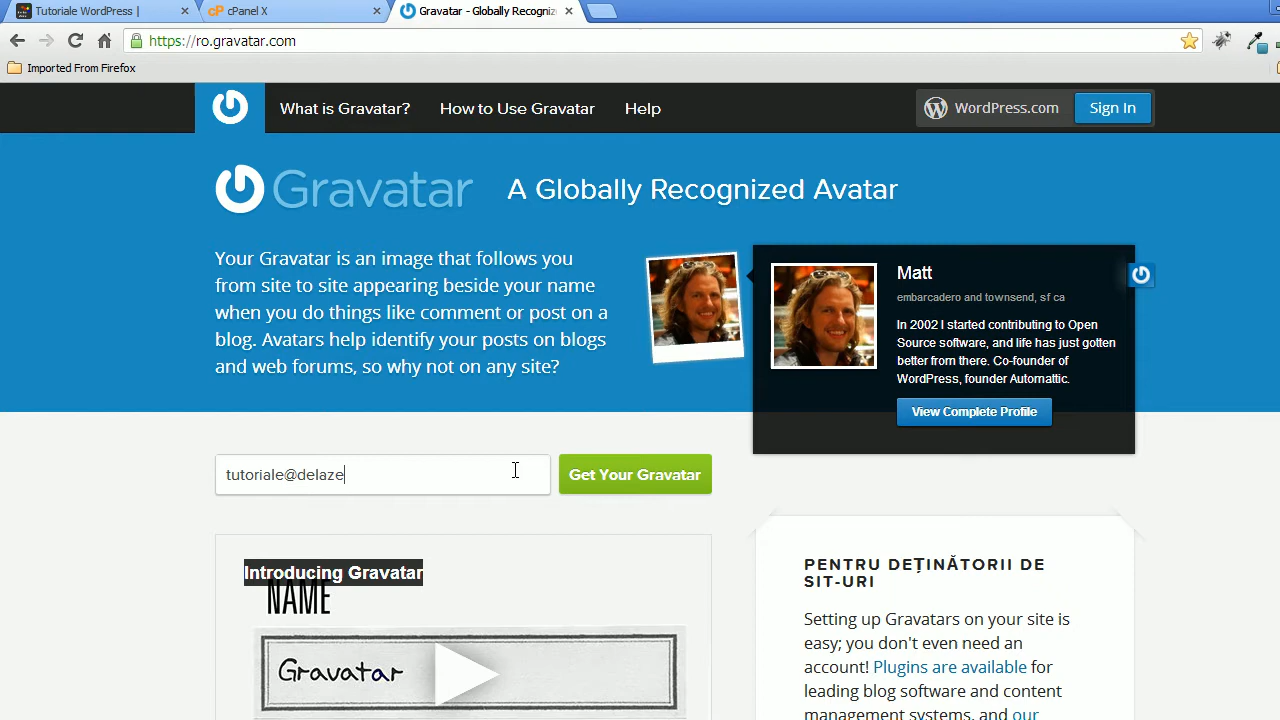 Tutoriale WordPress |
cPanel X
Gravatar - Globally Recogniz
https://ro.gravatar.com
Imported From Firefox
What is Gravatar?
How to Use Gravatar
Help
WordPress.com
Sign In
Gravatar
A Globally Recognized Avatar
Your Gravatar is an image that follows you
from site to site appearing beside your name
when you do things like comment or post on a
blog. Avatars help identify your posts on blogs
and web forums, so why not on any site?
Matt
embarcadero and townsend, sf ca
In 2002 I started contributing to Open
Source software, and life has just gotten
better from there. Co-founder of
WordPress, founder Automattic.
View Complete Profile
tutoriale@delaze
Get Your Gravatar
Introducing Gravatar
NAME
Gravatar
PENTRU DEȚINĂTORII DE
SIT-URI
Setting up Gravatars on your site is
easy; you don't even need an
account! Plugins are available for
leading blog software and content
management systems, and our